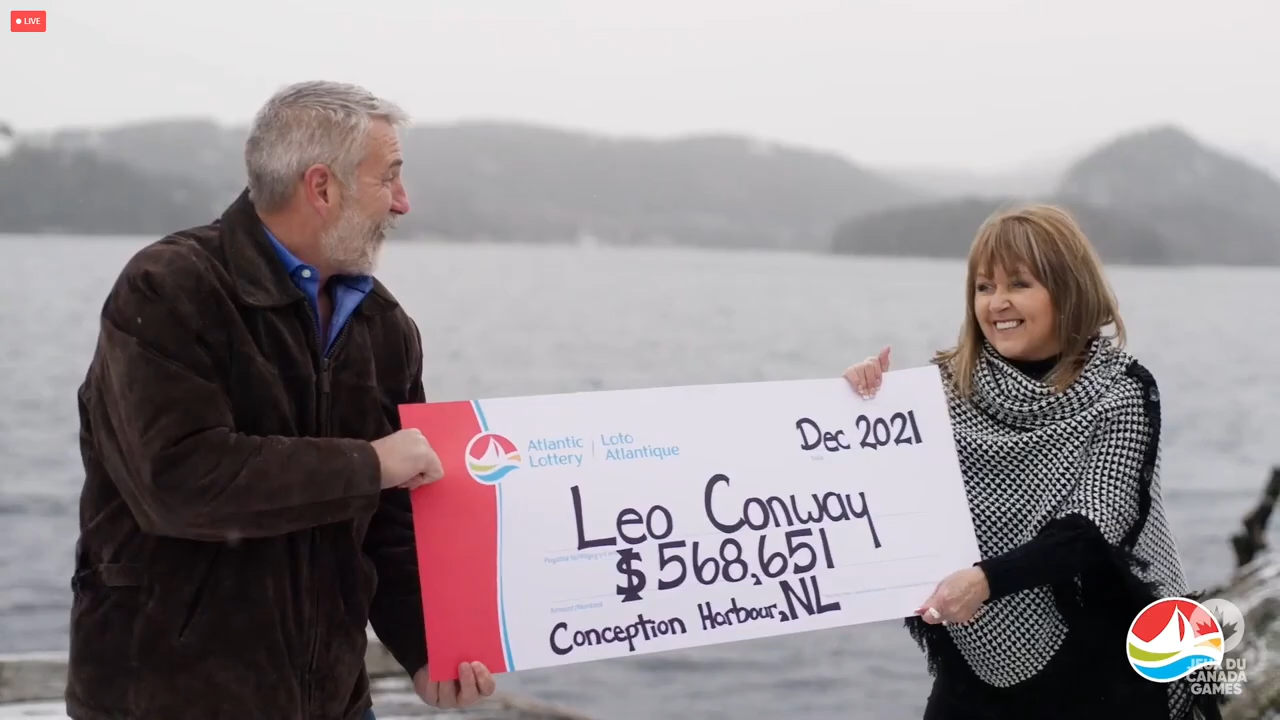 LIVE
Atlantic Lottery | Loto Atlantique
Dec 2021
Leo Conway
$568,651
Conception Harbour, NL
JEUX DU
CANADA
GAMES